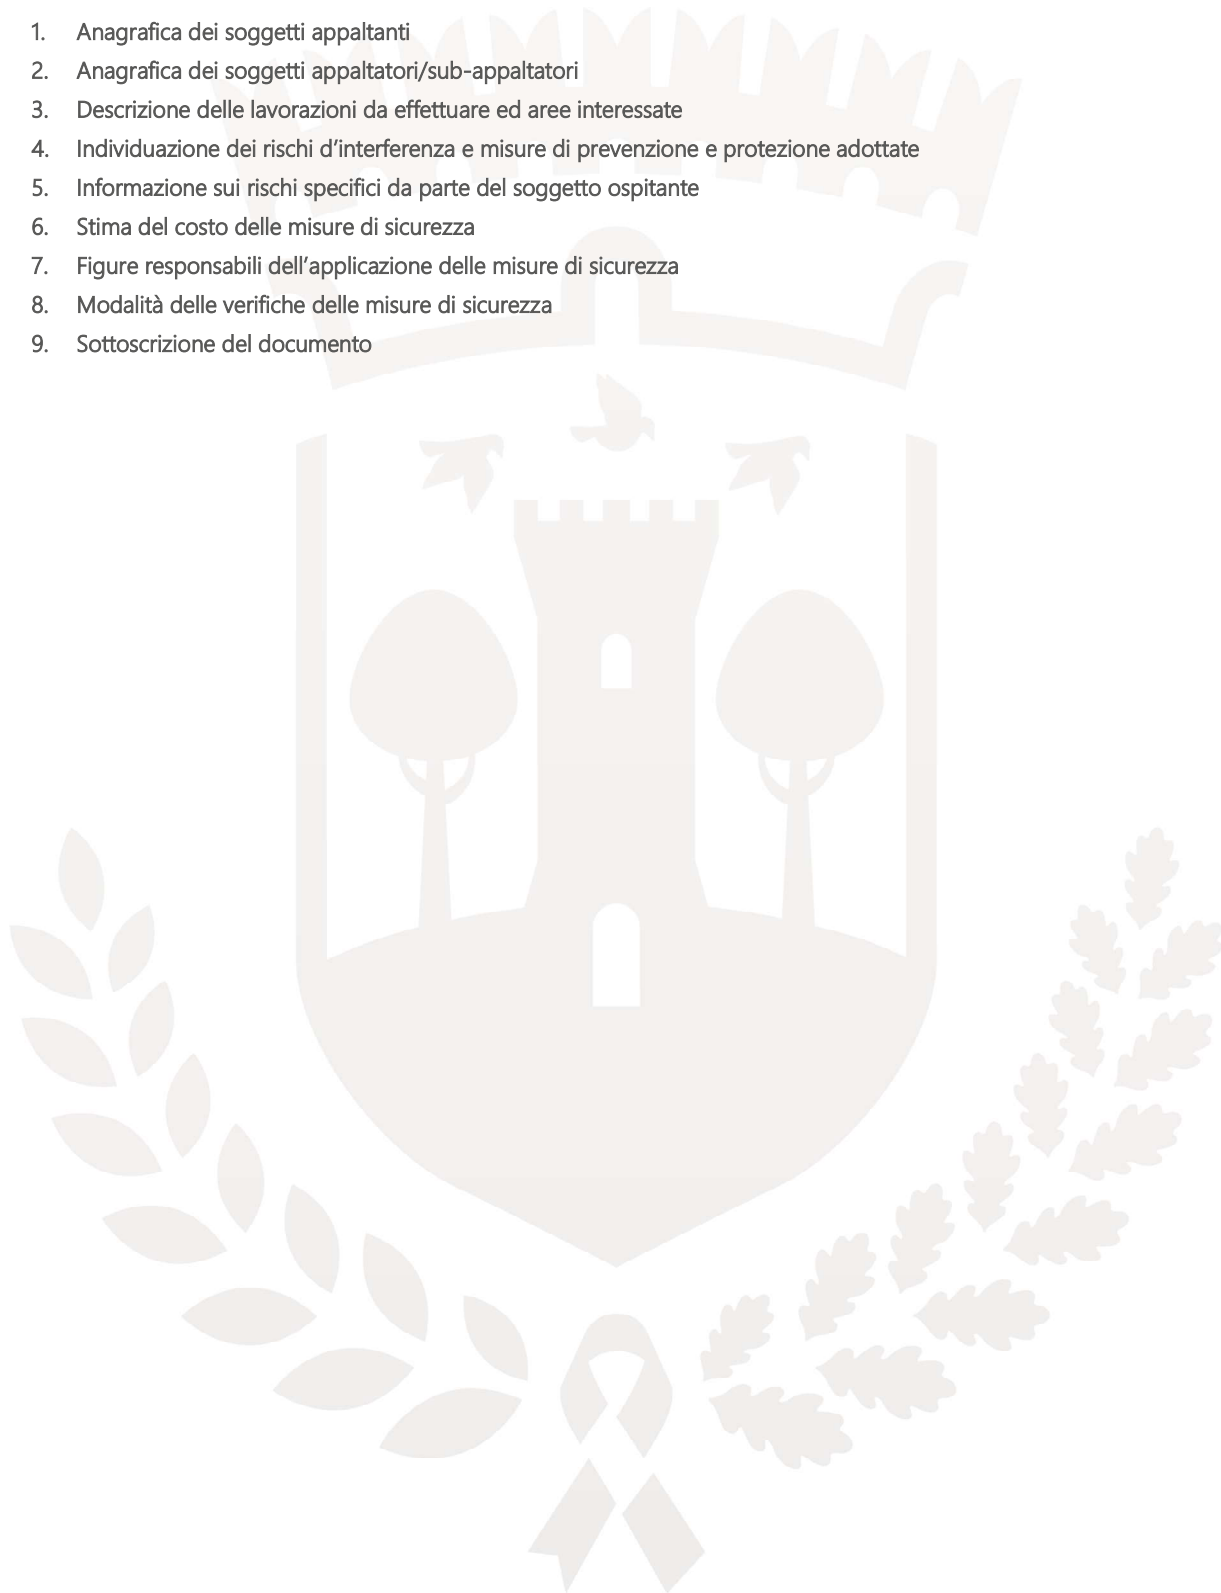 1. Anagrafica dei soggetti appaltanti
2. Anagrafica dei soggetti appaltatori/sub-appaltatori
3. Descrizione delle lavorazioni da effettuare ed aree interessate
4. Individuazione dei rischi d’interferenza e misure di prevenzione e protezione adottate
5. Informazione sui rischi specifici da parte del soggetto ospitante
6. Stima del costo delle misure di sicurezza
7. Figure responsabili dell’applicazione delle misure di sicurezza
8. Modalità delle verifiche delle misure di sicurezza
9. Sottoscrizione del documento